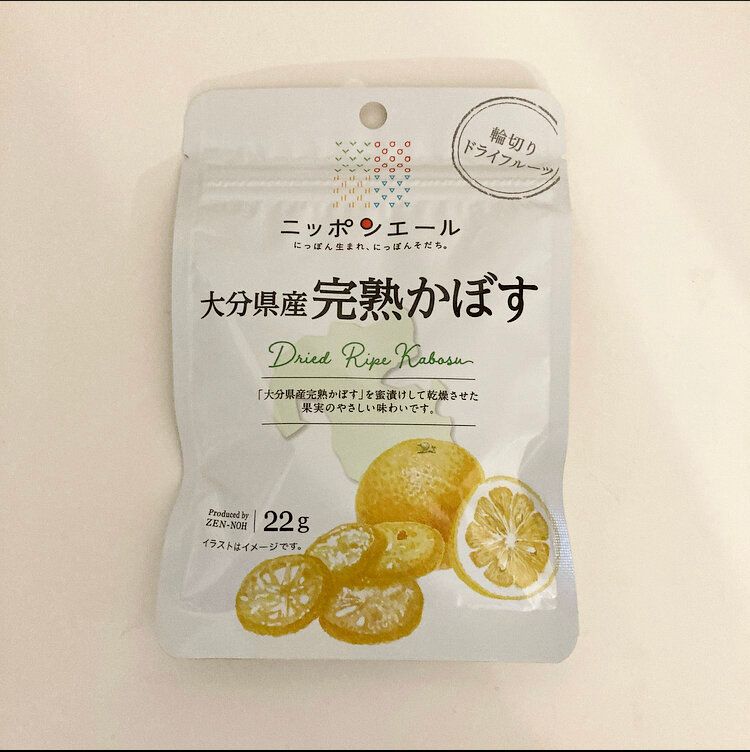 輪切り
ドライフルーツ
ニッポンエール
にっぽん生まれ、にっぽんそだち。
大分県産 完熟かぼす
Dried Ripe Kabosu
「大分県産完熟かぼす」を蜜漬けして乾燥させた
果実のやさしい味わいです。
Produced by
ZEN-NOH
22g
イラストはイメージです。